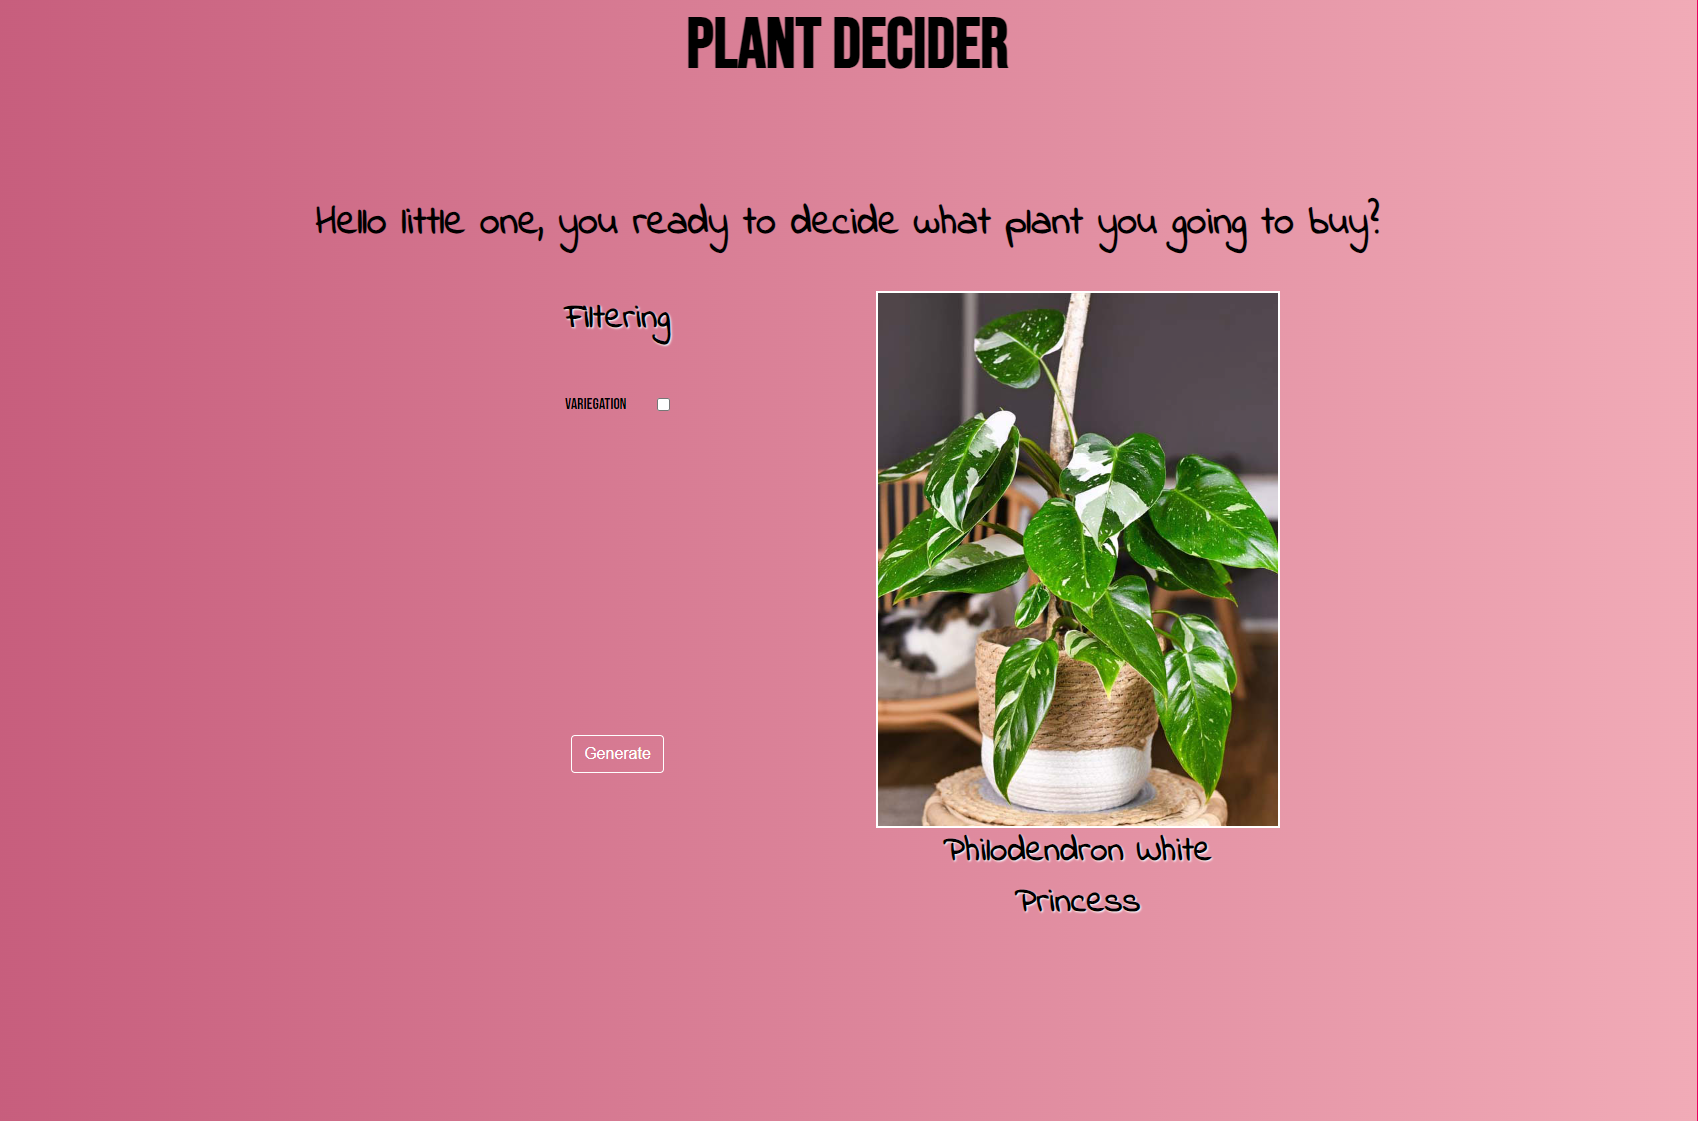 PLANT DECIDER
Hello little one, you ready to decide what plant you going to buy?
Filtering
VARIEGATION
Generate
Philodendron White
Princess